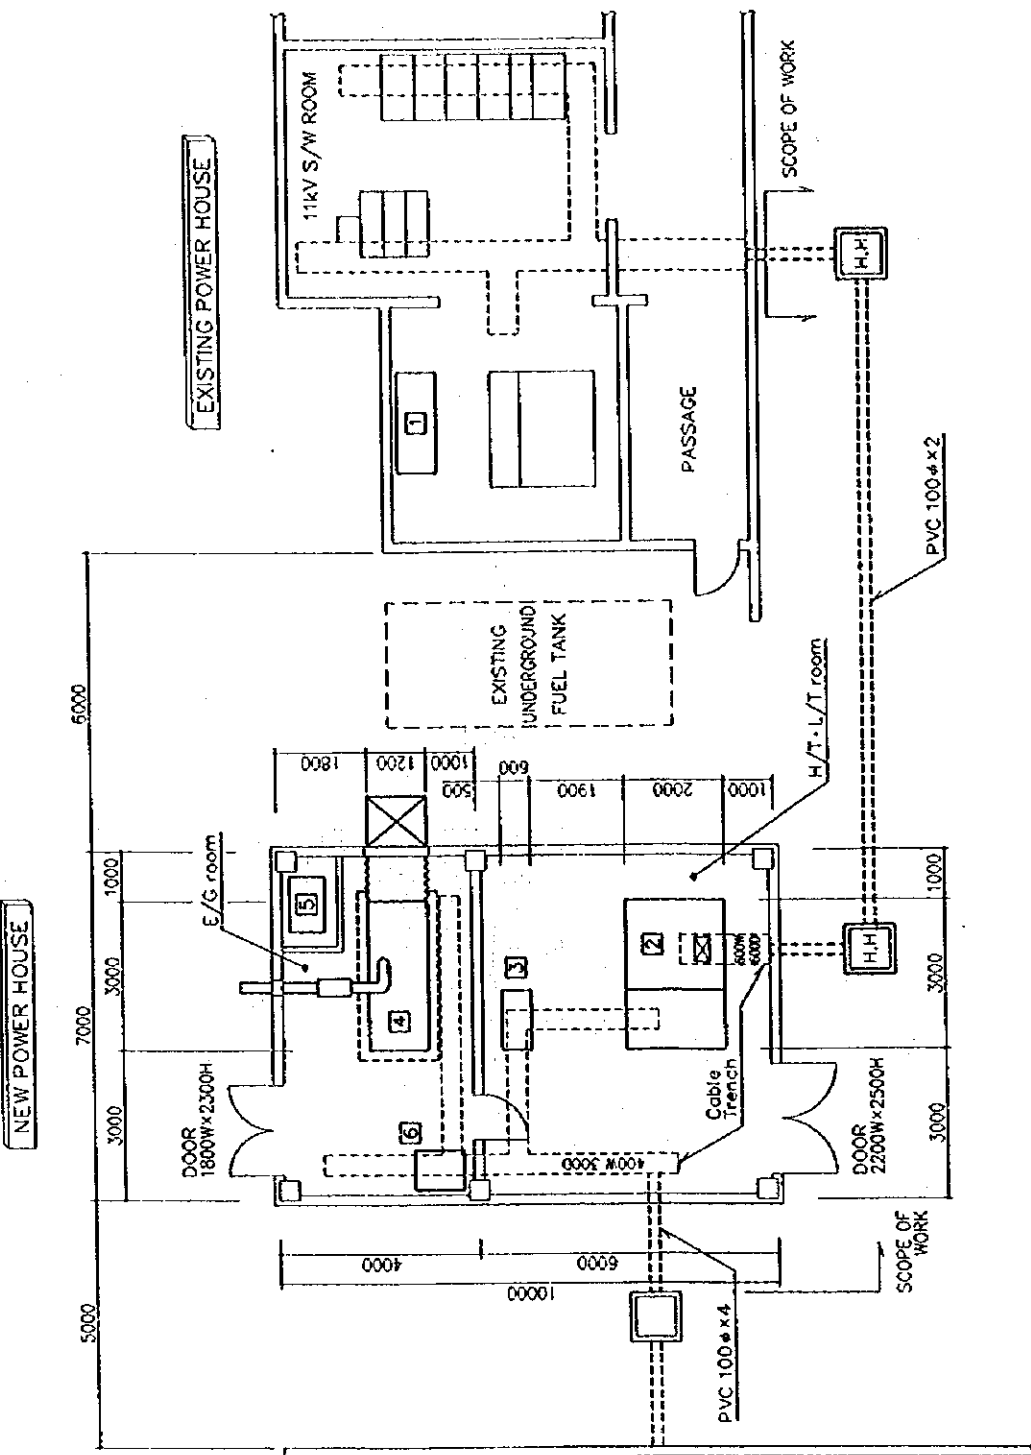 NEW POWER HOUSE
EXISTING POWER HOUSE
5000
7000
6000
3000
3000
1000
DOOR
1800W×2300H
E/G room
11kV S/W ROOM
1800
1200
1000
500
600
1900
2000
1000
EXISTING
UNDERGROUND
FUEL TANK
PASSAGE
SCOPE OF WORK
1
2
3
4
5
6
4000
6000
10000
400W 300D
600W
600D
Cable
Trench
H/T・L/T room
DOOR
2200W×2500H
3000
3000
1000
SCOPE OF
WORK
PVC 100φ×4
PVC 100φ×2
H.H
H.H